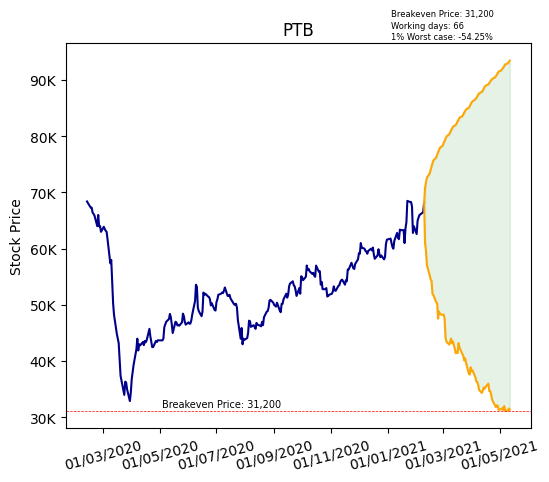 Breakeven Price: 31,200
Working days: 66
1% Worst case: -54.25%
PTB
Stock Price
90K
80K
70K
60K
50K
40K
30K
Breakeven Price: 31,200
01/03/2020
01/05/2020
01/07/2020
01/09/2020
01/11/2020
01/01/2021
01/03/2021
01/05/2021